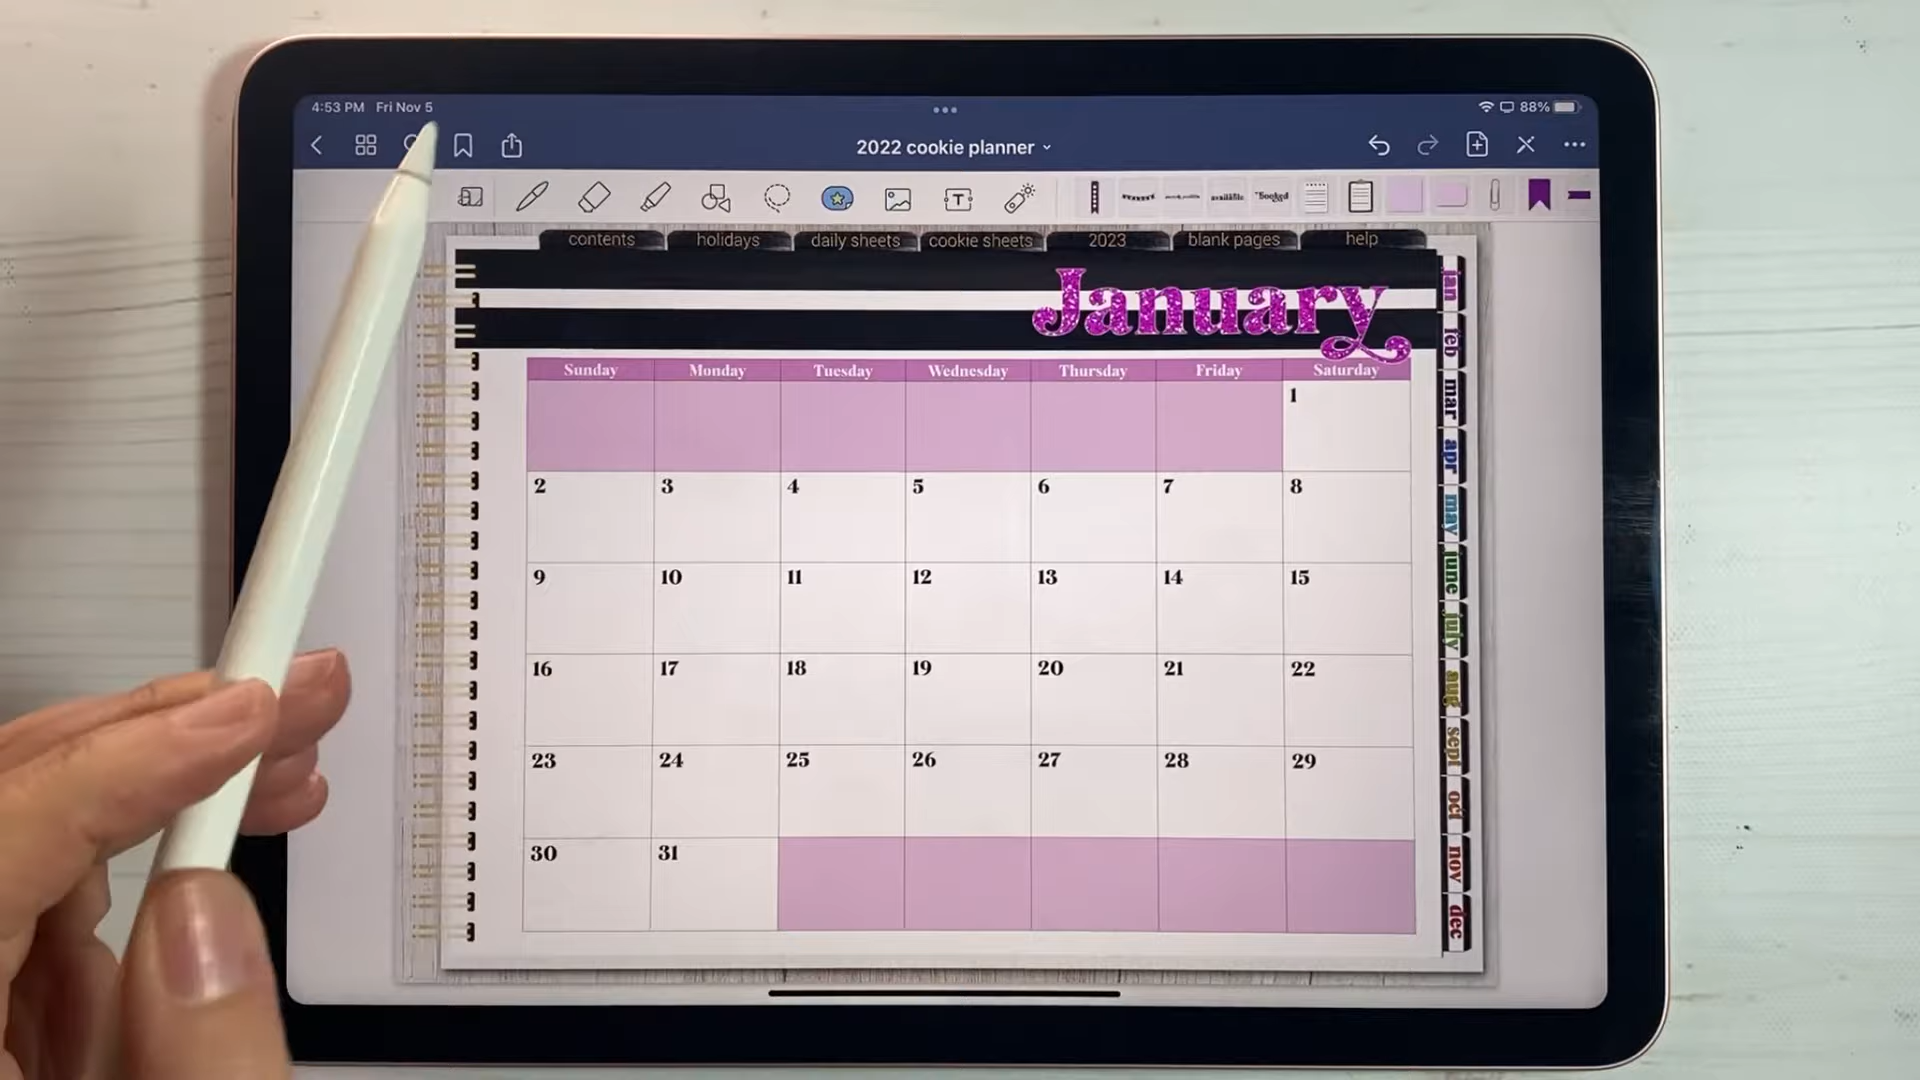 4:53 PM Fri Nov 5
88%
2022 cookie planner
T
available
Booked
contents
holidays
daily sheets
cookie sheets
2023
blank pages
help
January
Sunday Monday Tuesday Wednesday Thursday Friday Saturday
1
2 3 4 5 6 7 8
9 10 11 12 13 14 15
16 17 18 19 20 21 22
23 24 25 26 27 28 29
30 31
jan
feb
mar
apr
may
june
july
aug
sept
oct
nov
dec